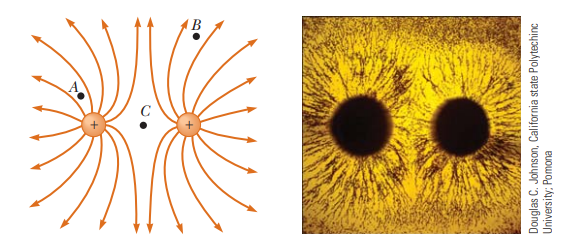 B
A
C
+ +
Douglas C. Johnson, California state Polytechinc
University, Pomona